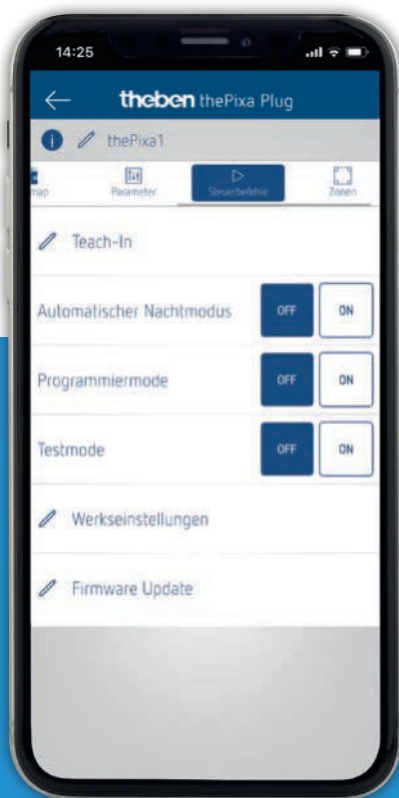 14:25
theben thePixa Plug
i thePixa1
map Parameter Steuerbefehle Zonen
Teach-In
Automatischer Nachtmodus OFF ON
Programmiermode OFF ON
Testmode OFF ON
Werkseinstellungen
Firmware Update